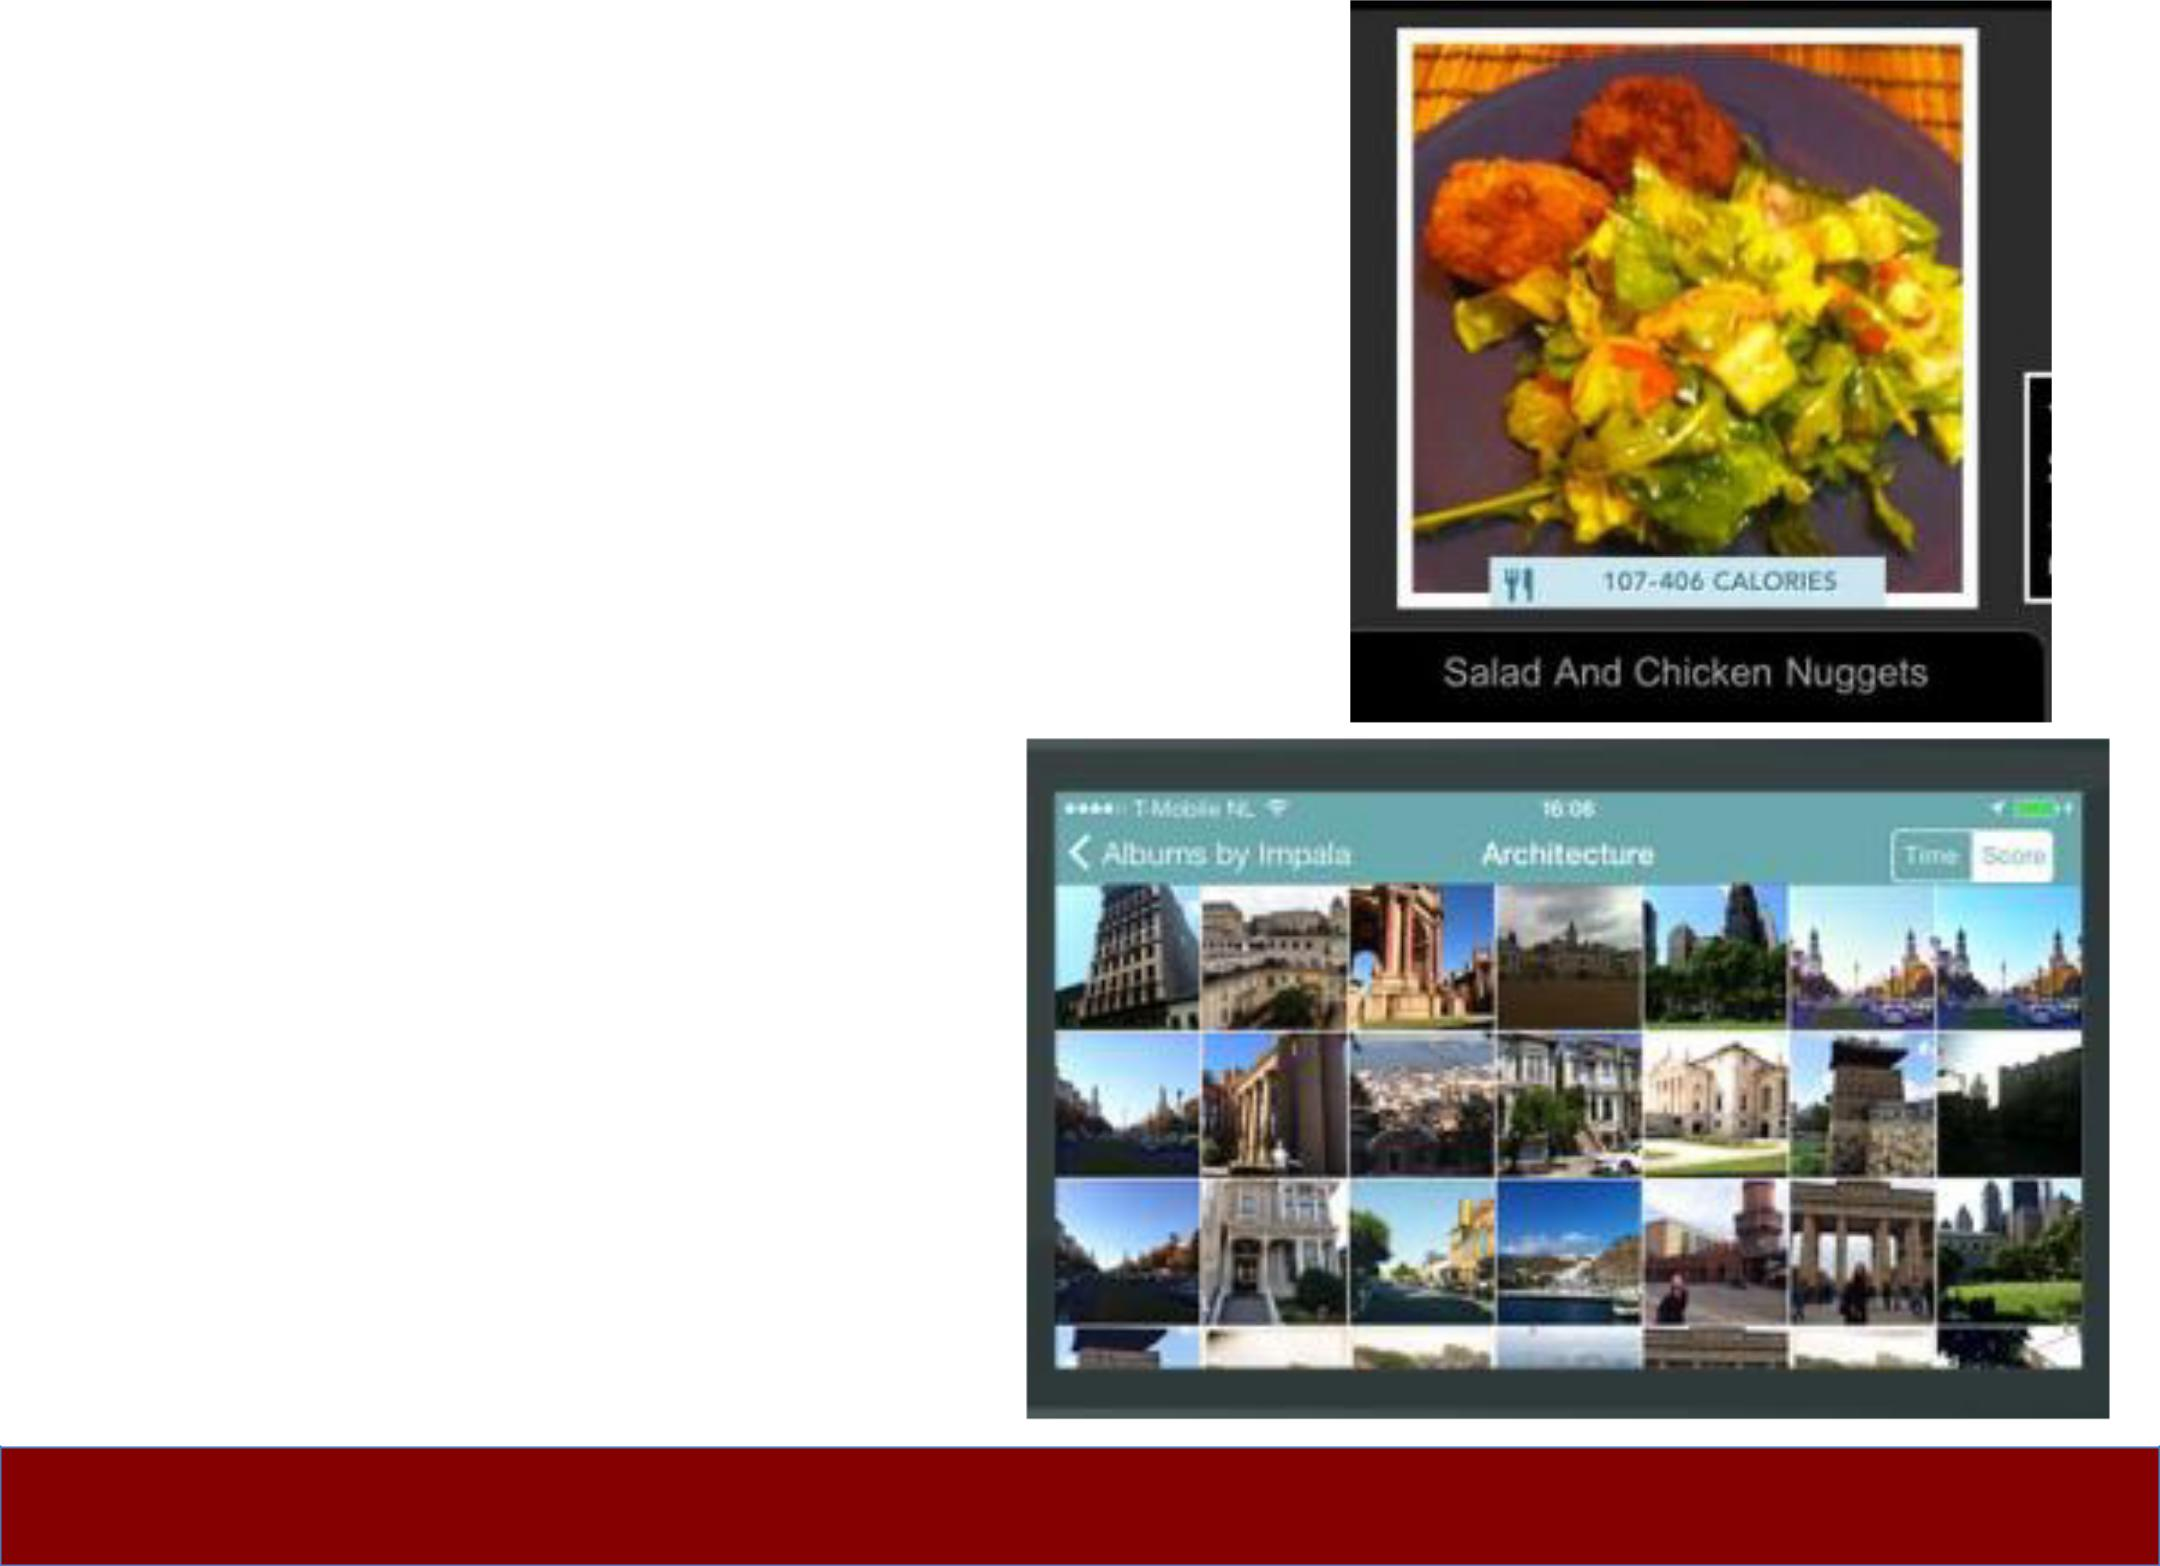 107-406 CALORIES
Salad And Chicken Nuggets
T-Mobile NL 16:06
Albums by Impala Architecture Time Score